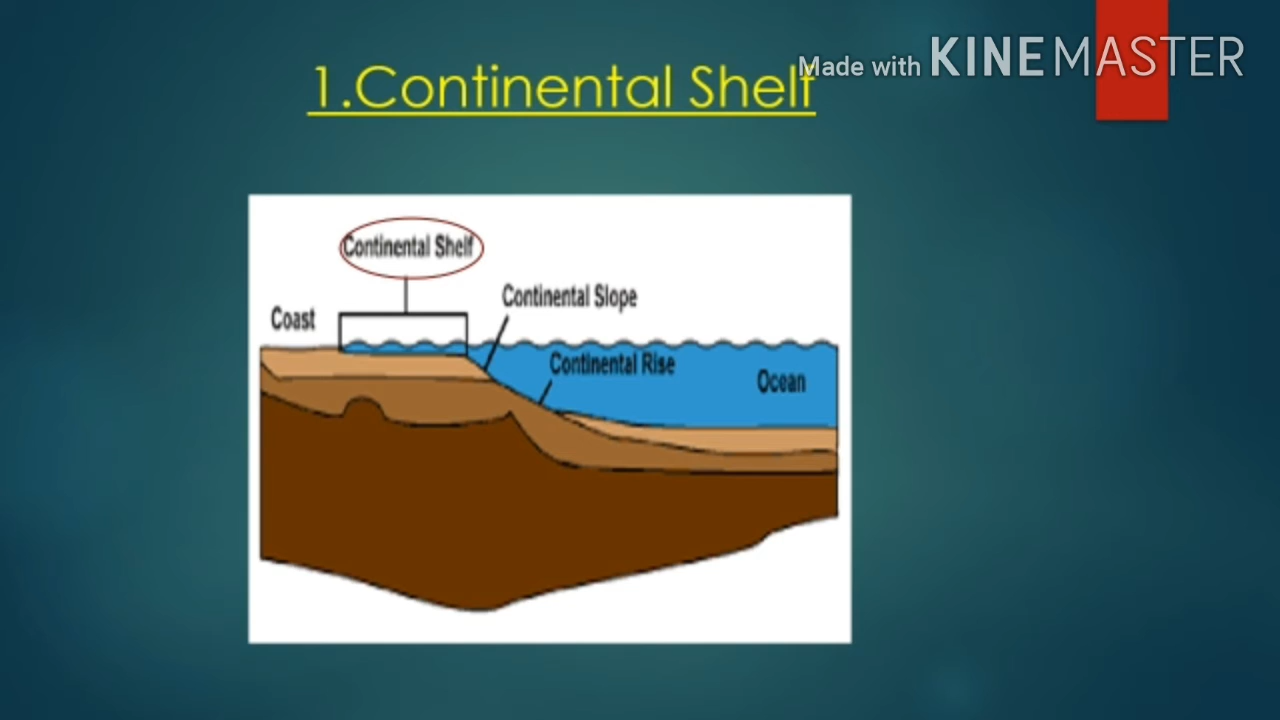 Made with KINEMASTER
1.Continental Shelf
Continental Shelf
Continental Slope
Coast
Continental Rise
Ocean